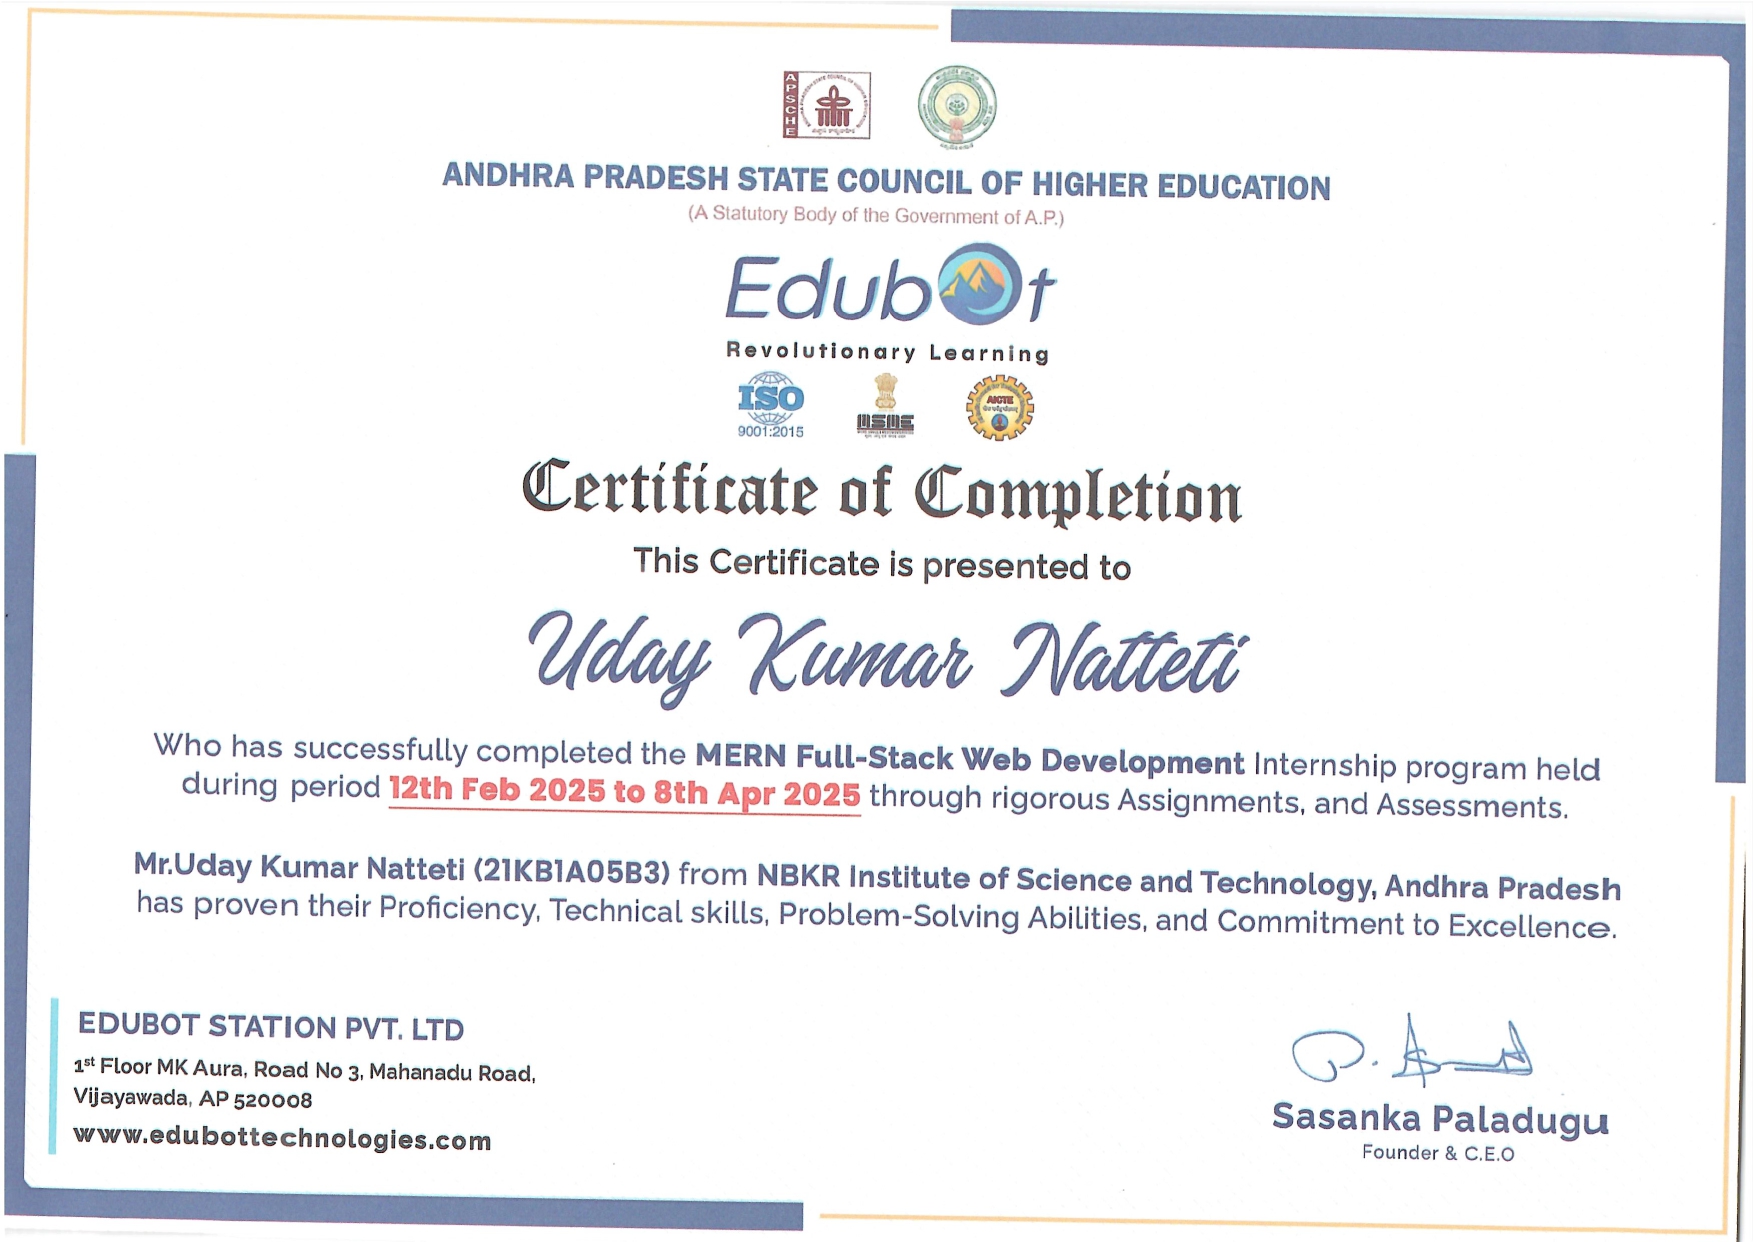 APSCHE
ANDHRA PRADESH STATE COUNCIL OF HIGHER EDUCATION
(A Statutory Body of the Government of A.P.)
Edubot
Revolutionary Learning
ISO
9001:2015
MSME
AICTE
Certificate of Completion
This Certificate is presented to
Uday Kumar Natteti
Who has successfully completed the MERN Full-Stack Web Development Internship program held
during period 12th Feb 2025 to 8th Apr 2025 through rigorous Assignments, and Assessments.
Mr.Uday Kumar Natteti (21KB1A05B3) from NBKR Institute of Science and Technology, Andhra Pradesh
has proven their Proficiency, Technical skills, Problem-Solving Abilities, and Commitment to Excellence.
EDUBOT STATION PVT. LTD
1st Floor MK Aura, Road No 3, Mahanadu Road,
Vijayawada, AP 520008
www.edubottechnologies.com
Sasanka Paladugu
Founder & C.E.O